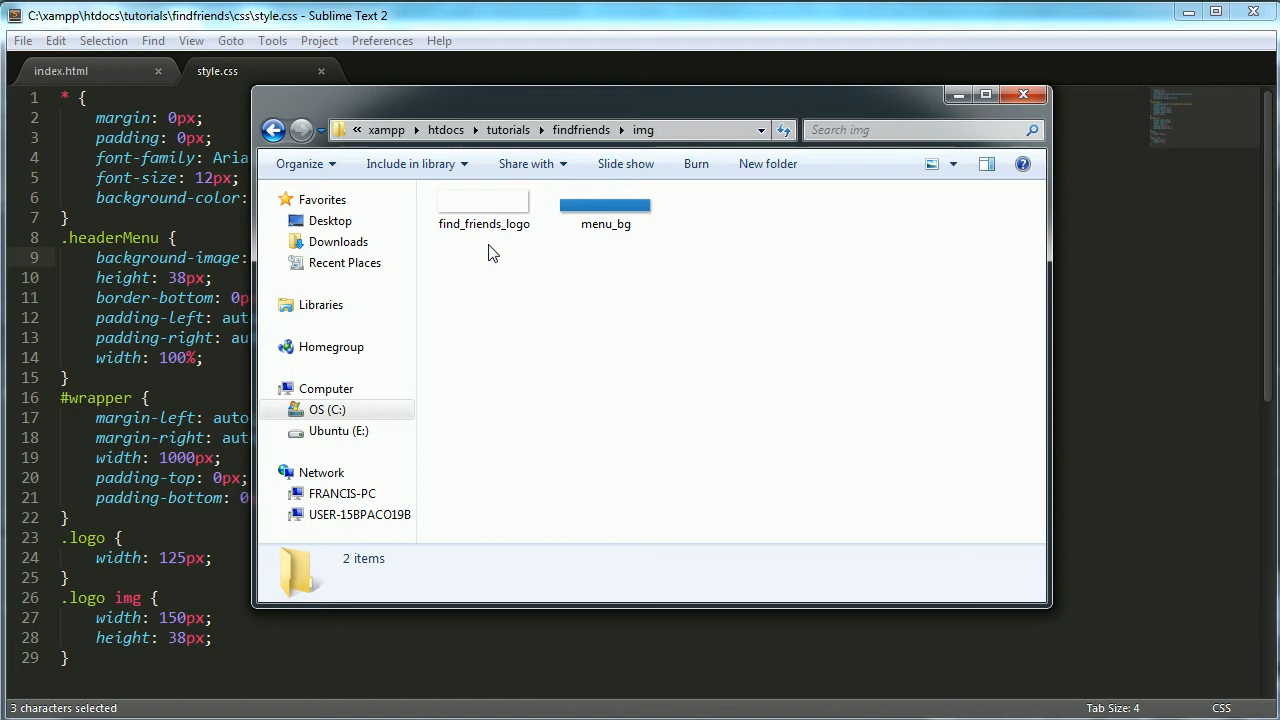 C:\xampp\htdocs\tutorials\findfriends\css\style.css - Sublime Text 2
File Edit Selection Find View Goto Tools Project Preferences Help
index.html × style.css ×
1 * {
2 margin: 0px;
3 padding: 0px;
4 font-family: Aria
5 font-size: 12px;
6 background-color:
7 }
8 .headerMenu {
9 background-image:
10 height: 38px;
11 border-bottom: 0p
12 padding-left: aut
13 padding-right: au
14 width: 100%;
15 }
16 #wrapper {
17 margin-left: auto
18 margin-right: aut
19 width: 1000px;
20 padding-top: 0px;
21 padding-bottom: 0
22 }
23 .logo {
24 width: 125px;
25 }
26 .logo img {
27 width: 150px;
28 height: 38px;
29 }
« xampp htdocs tutorials findfriends img
Search img
Organize Include in library Share with Slide show Burn New folder
Favorites
Desktop
Downloads
Recent Places
Libraries
Homegroup
Computer
OS (C:)
Ubuntu (E:)
Network
FRANCIS-PC
USER-15BPACO19B
find_friends_logo menu_bg
2 items
3 characters selected
Tab Size: 4 CSS